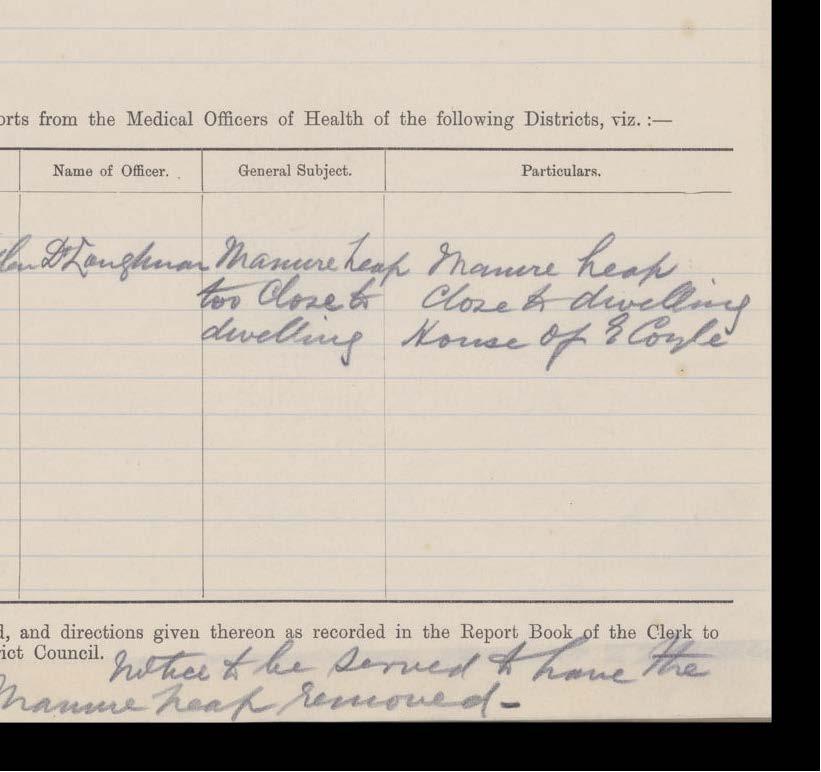 orts from the Medical Officers of Health of the following Districts, viz. :—
Name of Officer. General Subject. Particulars.
Dr Loughnan Manure heap Manure heap
too Close to Close to dwelling
dwelling House of E Coyle
d, and directions given thereon as recorded in the Report Book of the Clerk to
ict Council. Notice to be served to have the
Manure heap removed -